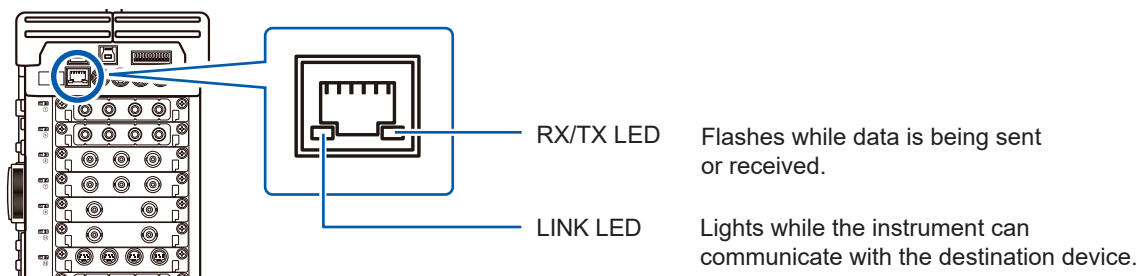 RX/TX LED
Flashes while data is being sent
or received.
LINK LED
Lights while the instrument can
communicate with the destination device.